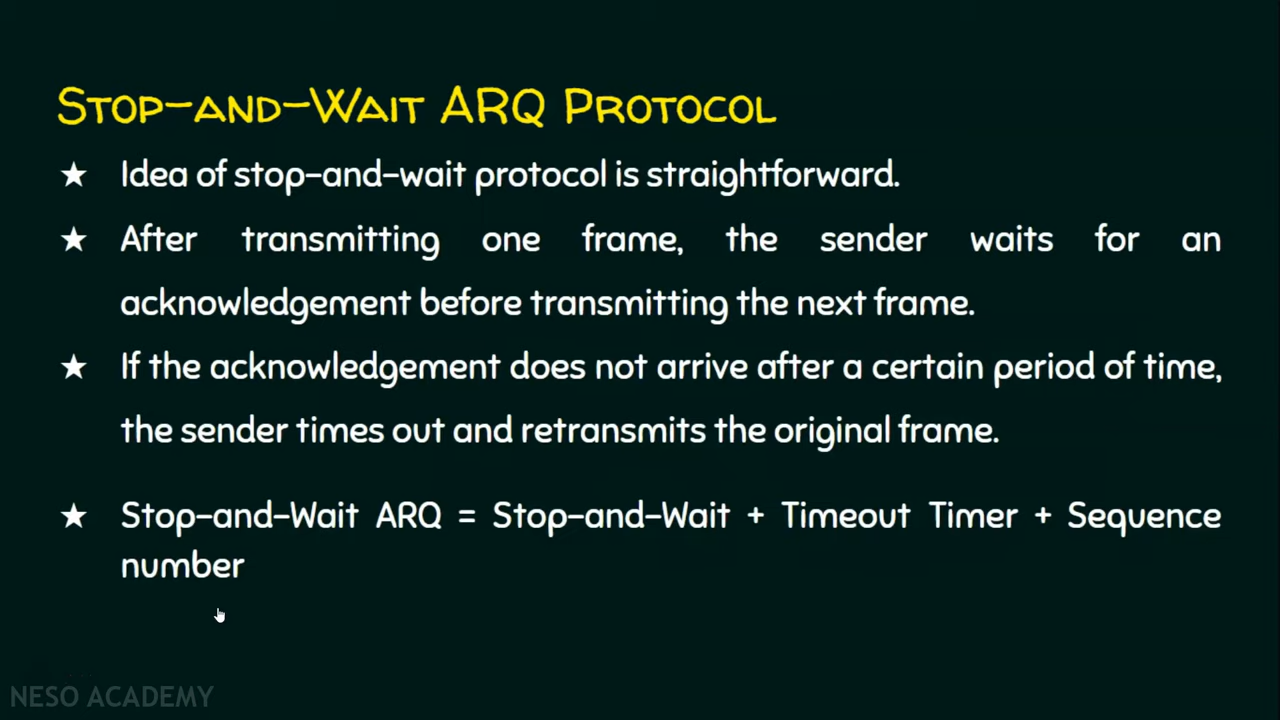 Stop-and-Wait ARQ Protocol
★ Idea of stop-and-wait protocol is straightforward.
★ After transmitting one frame, the sender waits for an
acknowledgement before transmitting the next frame.
★ If the acknowledgement does not arrive after a certain period of time,
the sender times out and retransmits the original frame.
★ Stop-and-Wait ARQ = Stop-and-Wait + Timeout Timer + Sequence
number
NESO ACADEMY